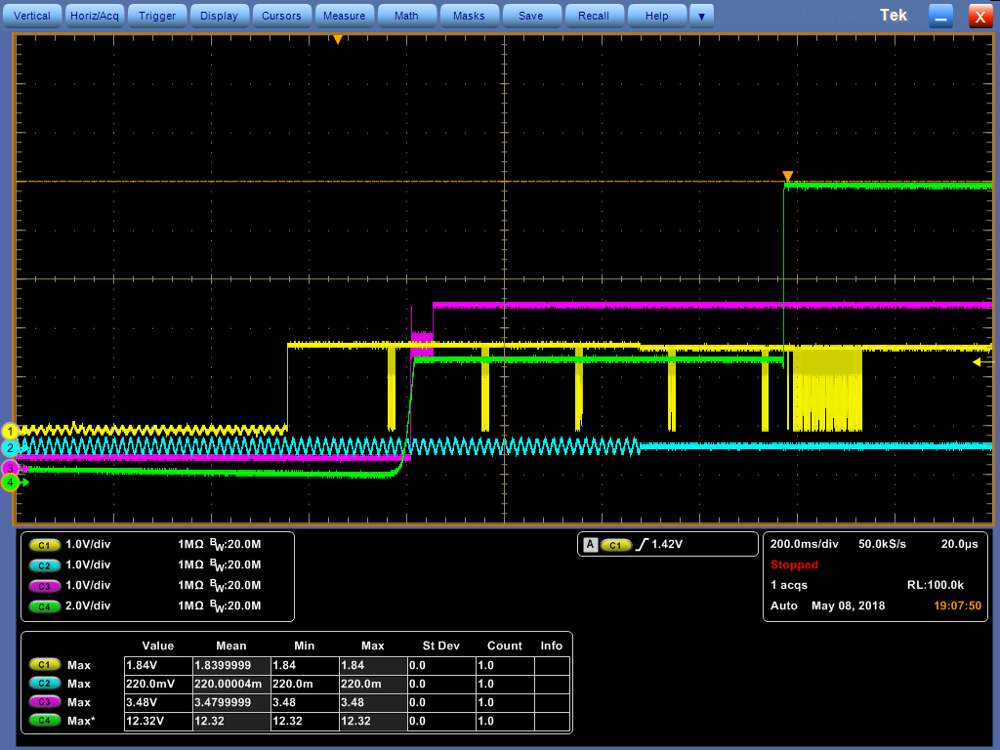 Vertical Horiz/Acq Trigger Display Cursors Measure Math Masks Save Recall Help ▼ Tek X
1
2
3
4
C1 1.0V/div 1MΩ BW:20.0M
C2 1.0V/div 1MΩ BW:20.0M
C3 1.0V/div 1MΩ BW:20.0M
C4 2.0V/div 1MΩ BW:20.0M
A C1 1.42V
200.0ms/div 50.0kS/s 20.0µs
Stopped
1 acqs RL:100.0k
Auto May 08, 2018 19:07:50
Value Mean Min Max St Dev Count Info
C1 Max 1.84V 1.8399999 1.84 1.84 0.0 1.0
C2 Max 220.0mV 220.00004m 220.0m 220.0m 0.0 1.0
C3 Max 3.48V 3.4799999 3.48 3.48 0.0 1.0
C4 Max* 12.32V 12.32 12.32 12.32 0.0 1.0